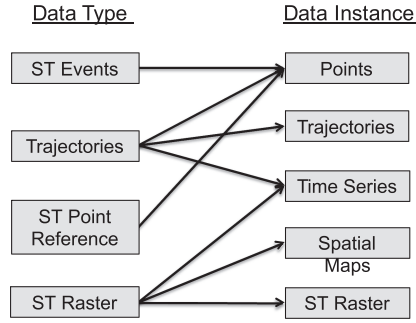 Data Type
Data Instance
ST Events
Points
Trajectories
Trajectories
Time Series
ST Point
Reference
Spatial
Maps
ST Raster
ST Raster